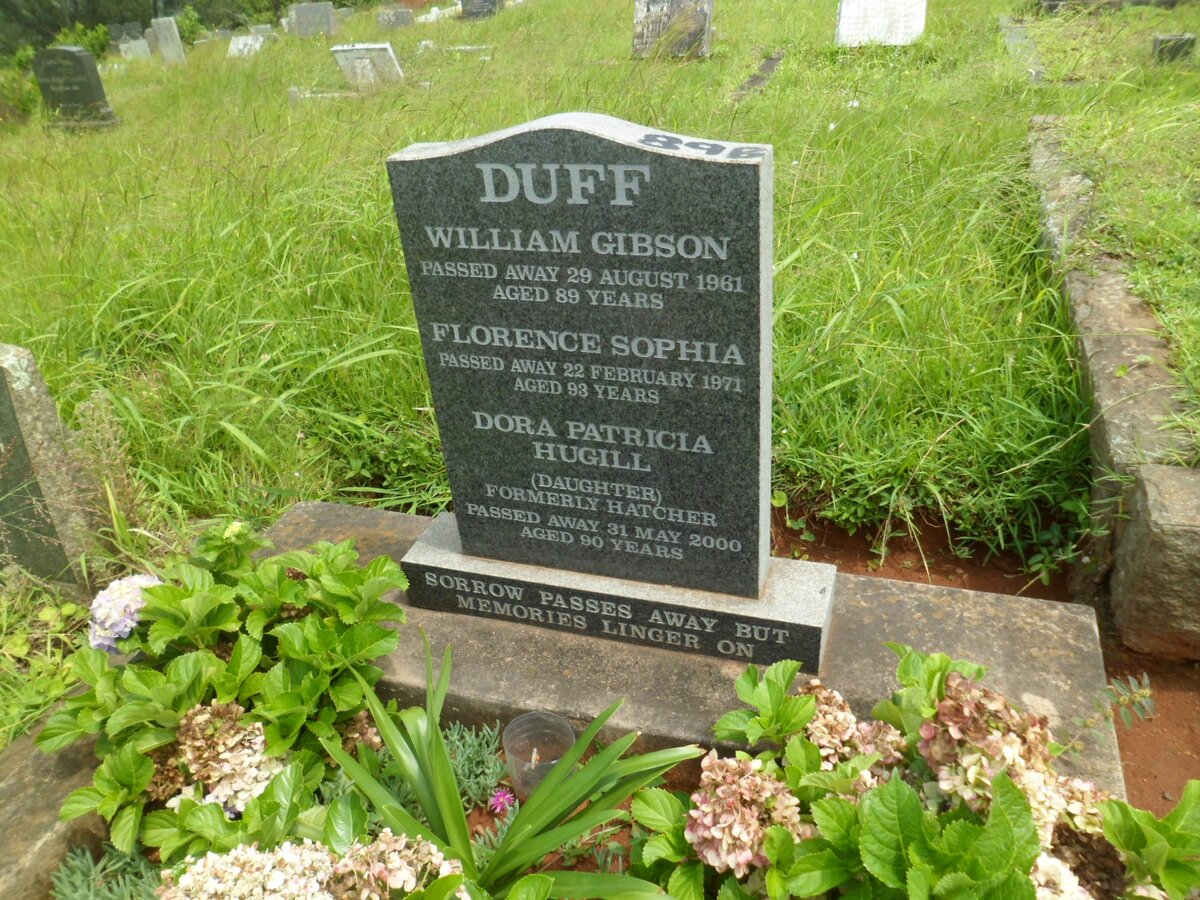 89B
DUFF
WILLIAM GIBSON
PASSED AWAY 29 AUGUST 1961
AGED 89 YEARS
FLORENCE SOPHIA
PASSED AWAY 22 FEBRUARY 1971
AGED 93 YEARS
DORA PATRICIA
HUGILL
(DAUGHTER)
FORMERLY HATCHER
PASSED AWAY 31 MAY 2000
AGED 90 YEARS
SORROW PASSES AWAY BUT
MEMORIES LINGER ON